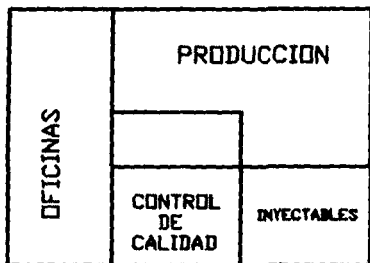 PRODUCCION
OFICINAS
CONTROL
DE
CALIDAD
INYECTABLES